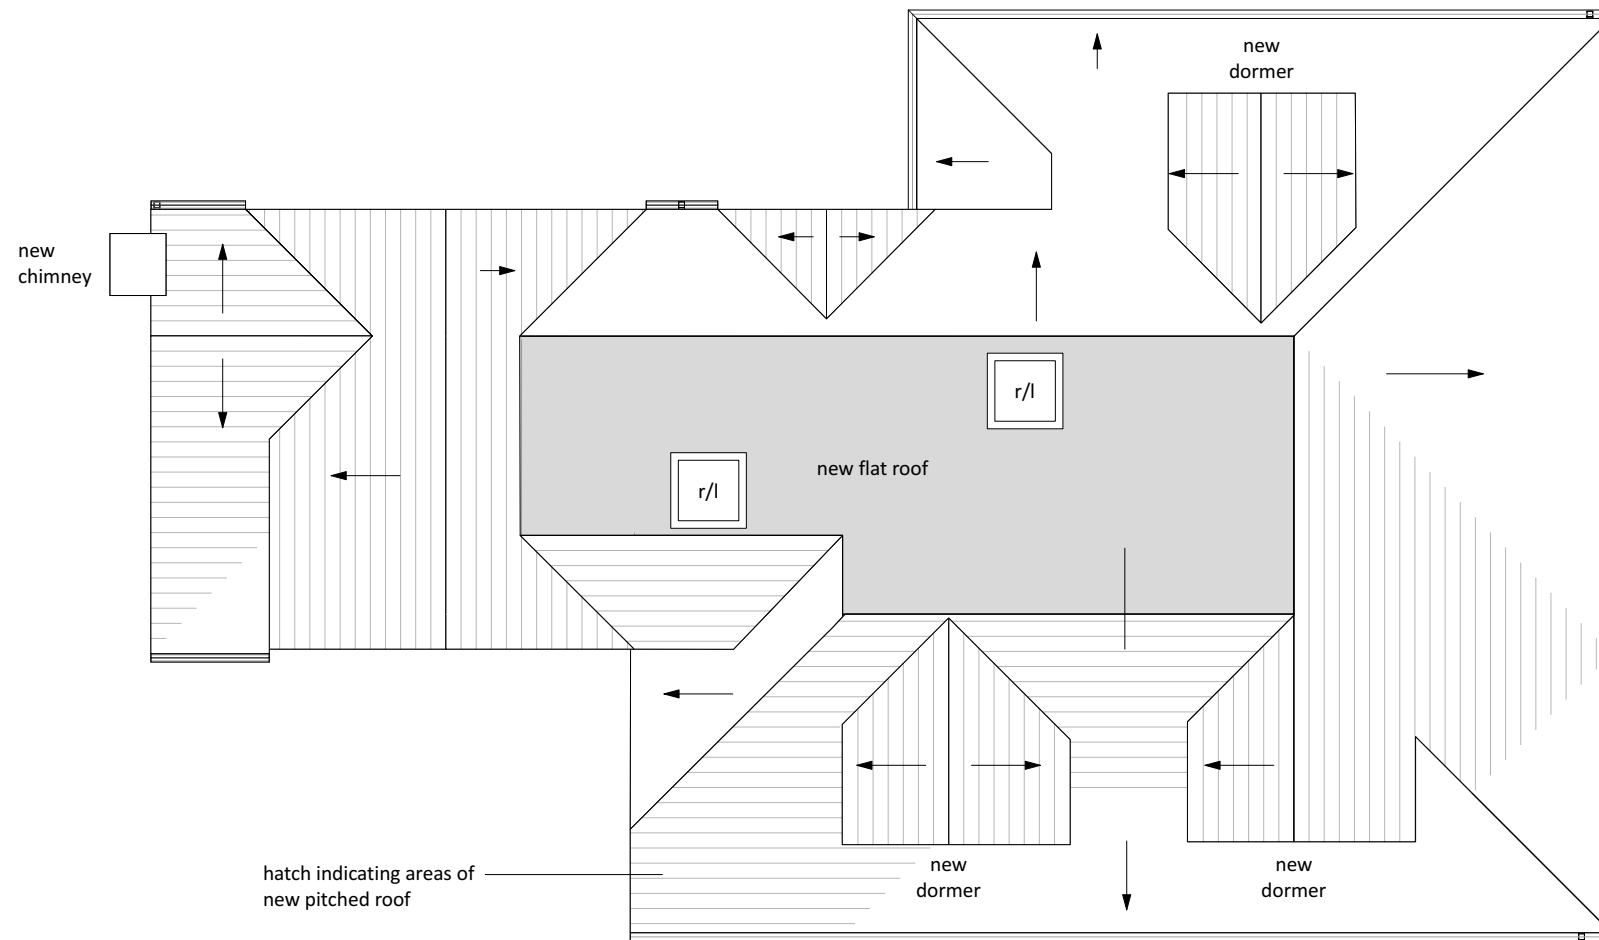 new
dormer
new
chimney
r/l
new flat roof
r/l
hatch indicating areas of
new pitched roof
new
dormer
new
dormer